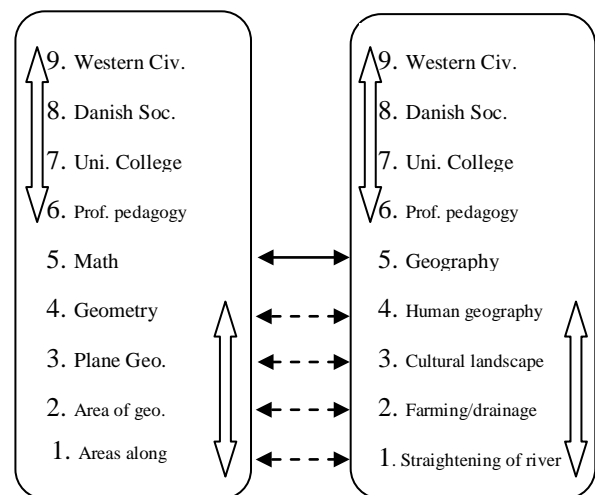 9. Western Civ.
8. Danish Soc.
7. Uni. College
6. Prof. pedagogy
5. Math
4. Geometry
3. Plane Geo.
2. Area of geo.
1. Areas along
9. Western Civ.
8. Danish Soc.
7. Uni. College
6. Prof. pedagogy
5. Geography
4. Human geography
3. Cultural landscape
2. Farming/drainage
1. Straightening of river